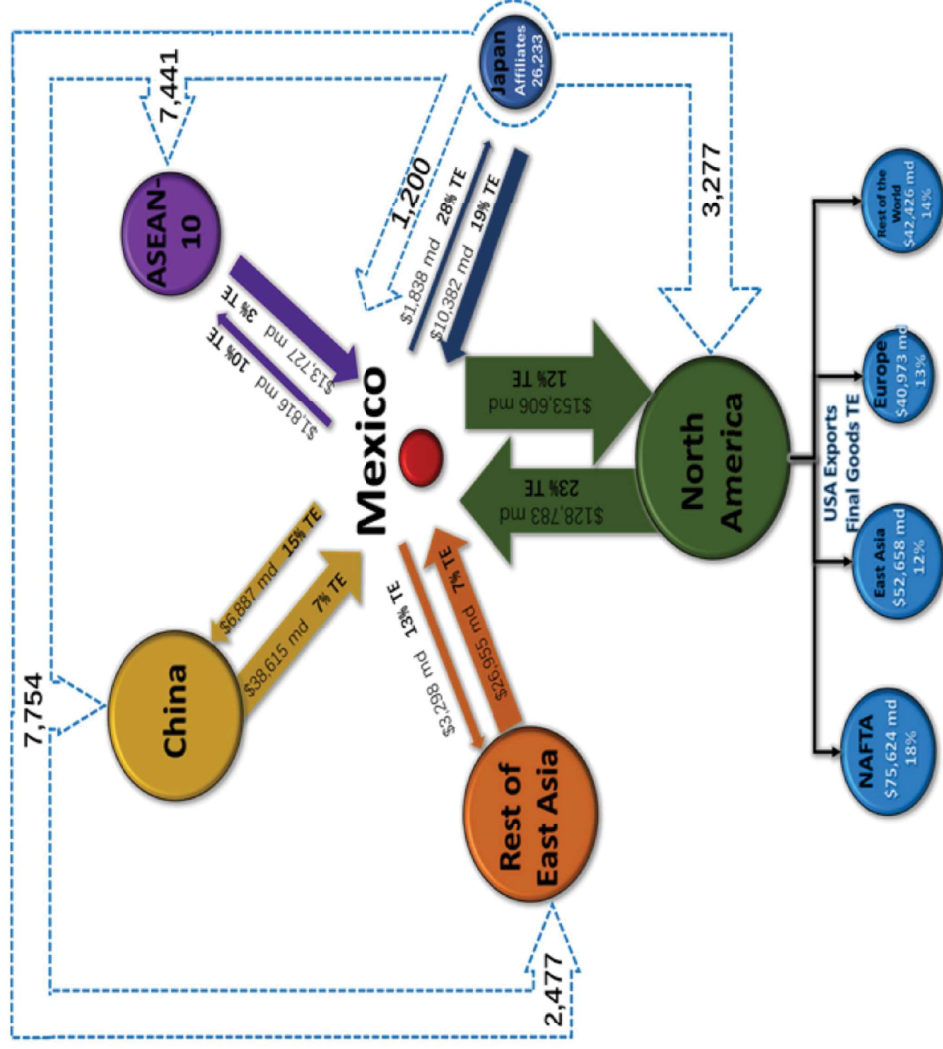 7,754
7,441
China
ASEAN-
10
Japan
Affiliates
26,233
1,200
$6,887 md 15% TE
$38,615 md 7% TE
10% TE
$1,816 md
3% TE
$13,727 md
$1,838 md 28% TE
$10,382 md 19% TE
Mexico
$3,298 md 13% TE
$26,955 md 7% TE
Rest of
East Asia
2,477
23% TE
$128,783 md
12% TE
$153,606 md
North
America
3,277
USA Exports
Final Goods TE
NAFTA
$75,624 md
18%
East Asia
$52,658 md
12%
Europe
$40,973 md
13%
Rest of the
World
$42,426 md
14%